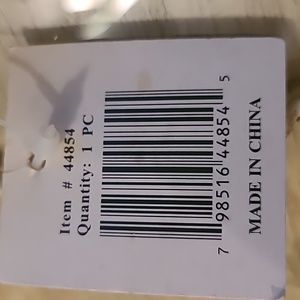 Item # 44854
Quantity: 1 PC
7 98516 44854 5
MADE IN CHINA